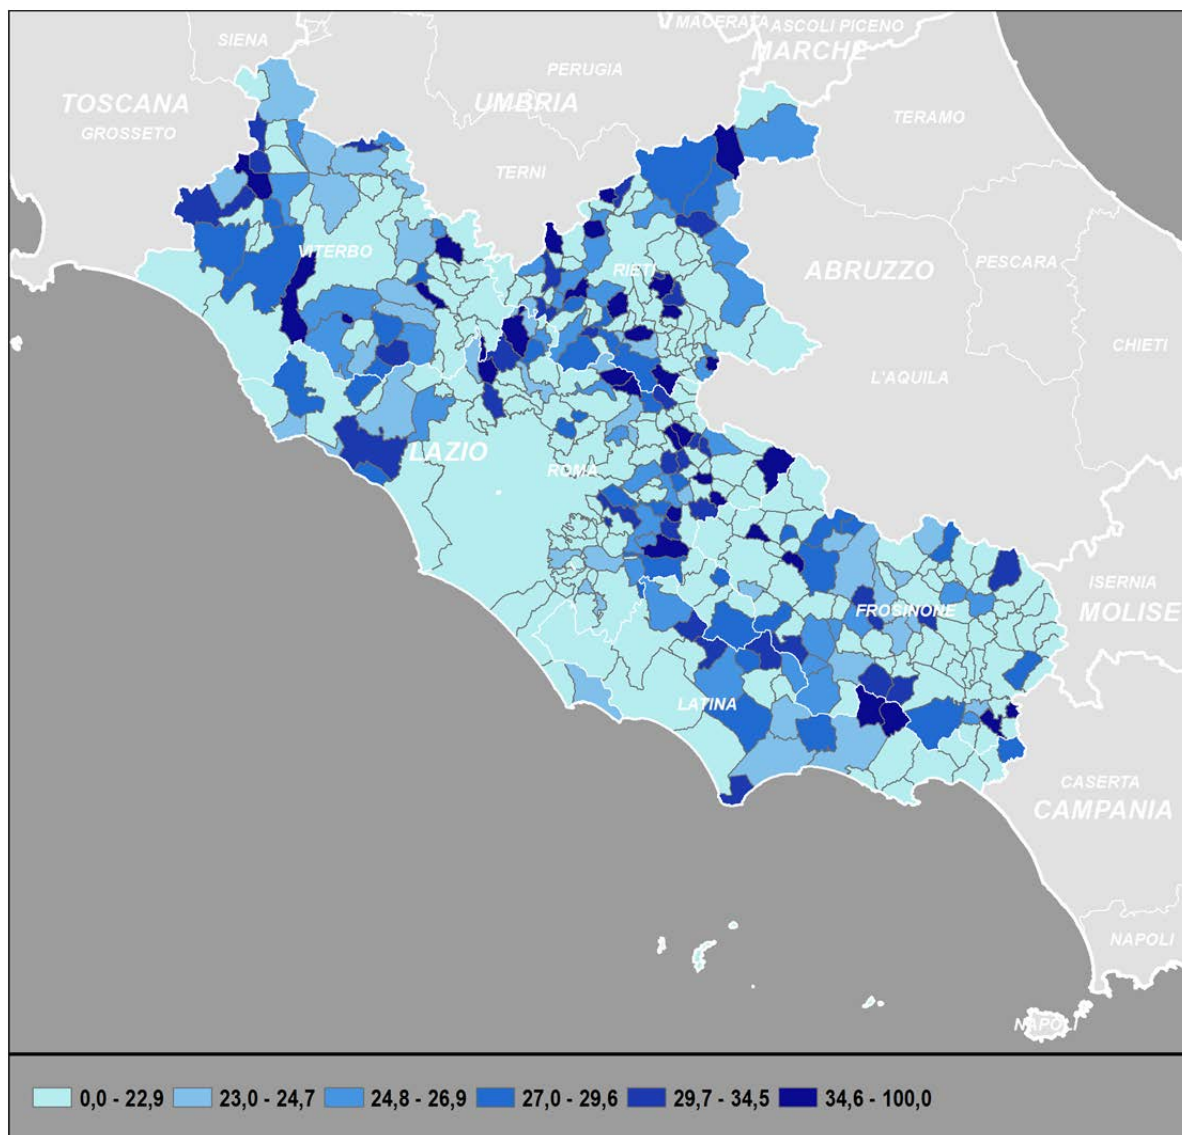 MACERATA
ASCOLI PICENO
SIENA
MARCHE
PERUGIA
TOSCANA
UMBRIA
GROSSETO
TERAMO
TERNI
VITERBO
RIETI
ABRUZZO
PESCARA
CHIETI
L'AQUILA
LAZIO
ROMA
ISERNIA
FROSINONE
MOLISE
LATINA
CASERTA
CAMPANIA
NAPOLI
NAPOLI
0,0 - 22,9 23,0 - 24,7 24,8 - 26,9 27,0 - 29,6 29,7 - 34,5 34,6 - 100,0